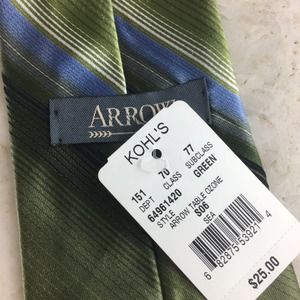 ARROW
KOHL'S
151 70 77
DEPT CLASS SUBCLASS
64961420 GREEN
STYLE
ARROW TABLE OZONE
S06
SEA
6 82875 53921 4
$25.00